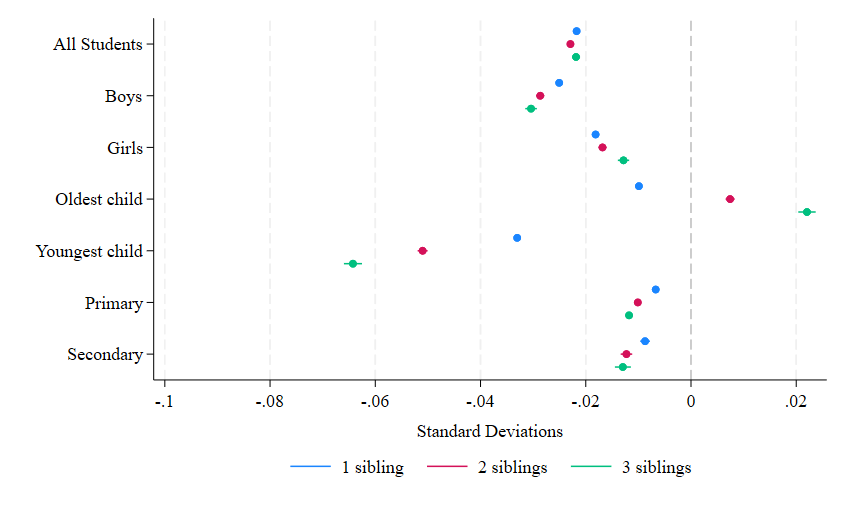 All Students
Boys
Girls
Oldest child
Youngest child
Primary
Secondary
-.1 -.08 -.06 -.04 -.02 0 .02
Standard Deviations
1 sibling 2 siblings 3 siblings